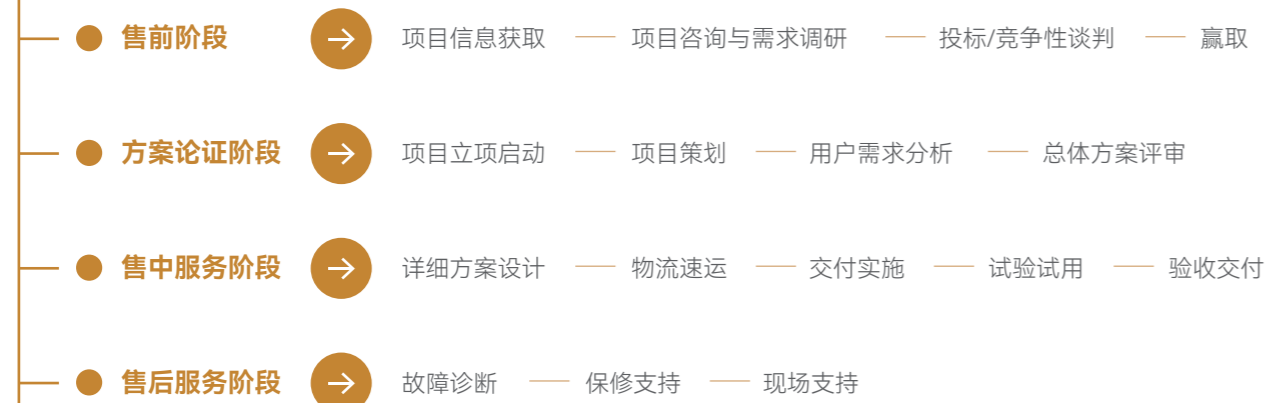 售前阶段 项目信息获取 项目咨询与需求调研 投标/竞争性谈判 赢取
方案论证阶段 项目立项启动 项目策划 用户需求分析 总体方案评审
售中服务阶段 详细方案设计 物流速运 交付实施 试验试用 验收交付
售后服务阶段 故障诊断 保修支持 现场支持